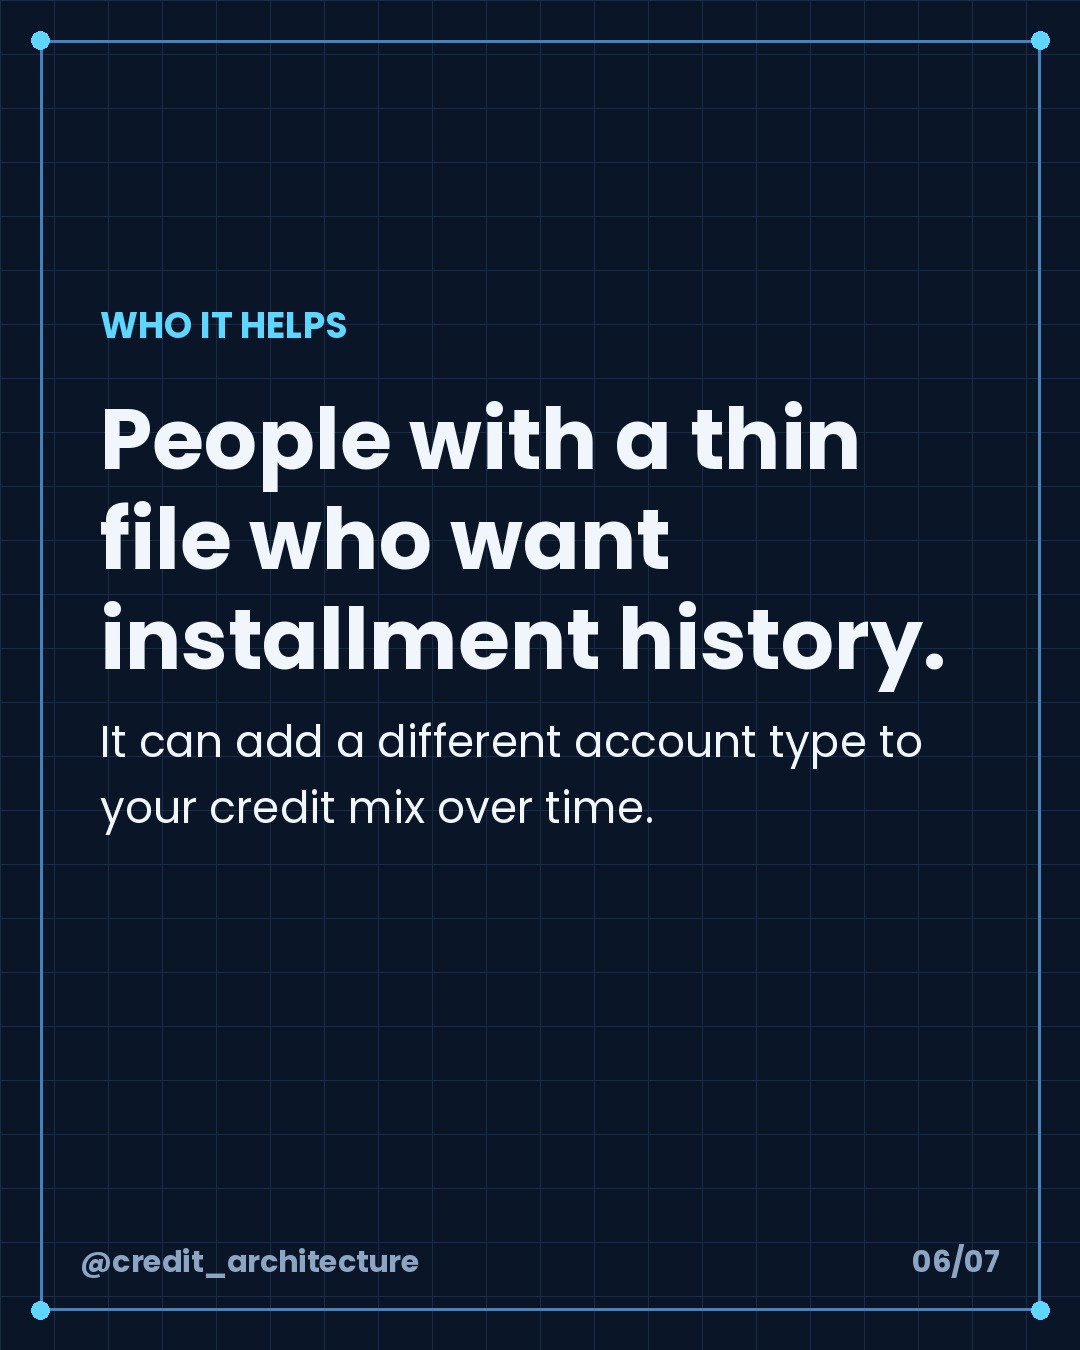 WHO IT HELPS
People with a thin
file who want
installment history.
It can add a different account type to
your credit mix over time.
@credit_architecture
06/07